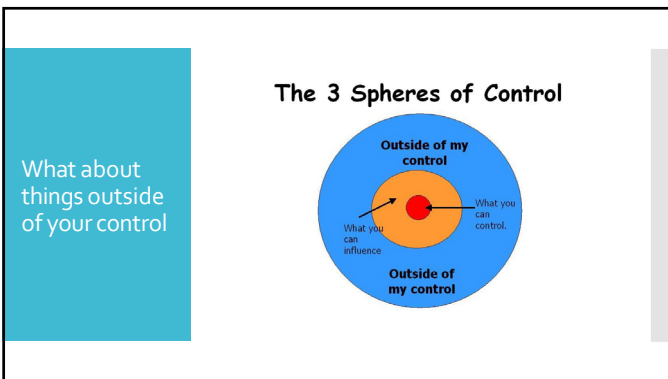 What about
things outside
of your control
The 3 Spheres of Control
Outside of my
control
What you
can
influence
What you
can
control.
Outside of
my control